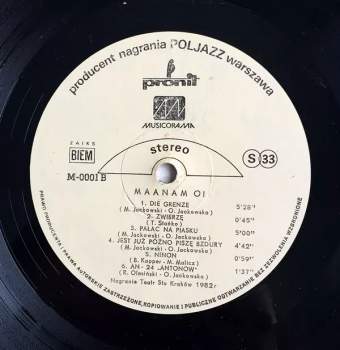 producent nagrania POLJAZZ warszawa
pronit
MUSICORAMA
ZAIKS
BIEM
stereo
S 33
M-0001 B
MAANAM OI
1. DIE GRENZE 5'28"
( M. Jackowski - O. Jackowska )
2. ZWIERZĘ 0'45"
( T. Stańko )
3. PAŁAC NA PIASKU 5'00"
( M. Jackowski - O. Jackowska )
4. JEST JUŻ PÓŻNO PISZĘ BZDURY 4'42"
( M. Jackowski - O. Jackowska )
5. NINON 0'59"
( B. Kapper - M. Malicz )
6. AN - 24 „ANTONOW" 1'37"
( R. Olesiński - O. Jackowska )
Nagranie Teatr Stu Kraków 1982r
PRAWO PRODUCENTA I PRAWA AUTORSKIE ZASTRZEŻONE, KOPIOWANIE I PUBLICZNE ODTWARZANIE BEZ ZEZWOLENIA WZBRONIONE